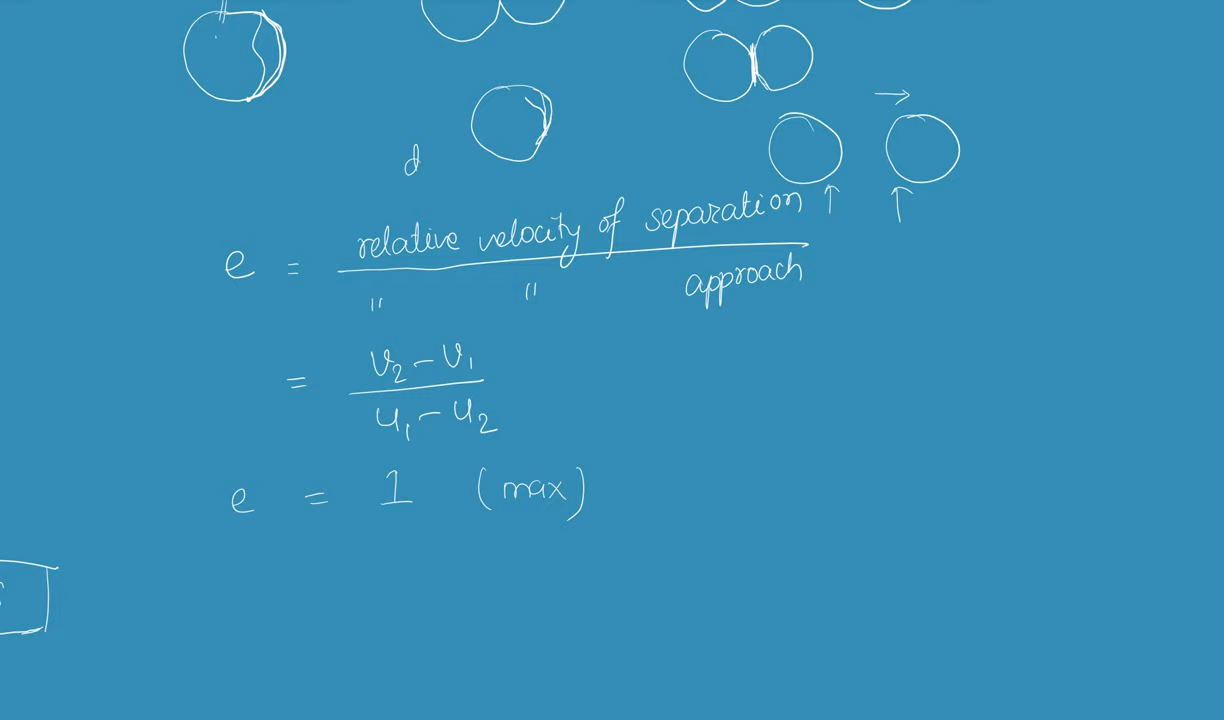 d
e = relative velocity of separation
" " approach
= v₂ - v₁
u₁ - u₂
e = 1 (max)